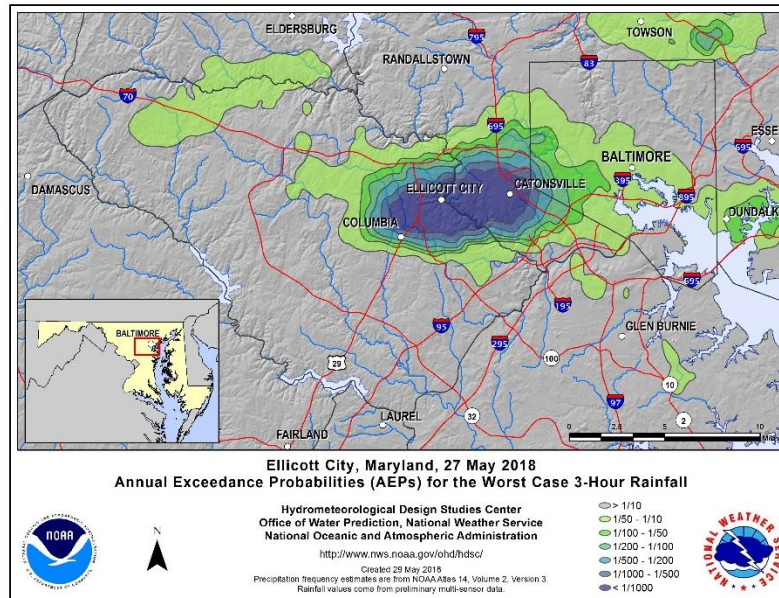 ELDERSBURG
TOWSON
795
RANDALLSTOWN
83
70
695
695
ESSE
BALTIMORE
DAMASCUS
395
ELLICOTT CITY
CATONSVILLE
895
DUNDALK
COLUMBIA
695
BALTIMORE
195
95
GLEN BURNIE
295
29
100
10
97
LAUREL
32
2
FAIRLAND
0 2.5 5 10
Ellicott City, Maryland, 27 May 2018
Annual Exceedance Probabilities (AEPs) for the Worst Case 3-Hour Rainfall
Hydrometeorological Design Studies Center
Office of Water Prediction, National Weather Service
National Oceanic and Atmospheric Administration
http://www.nws.noaa.gov/ohd/hdsc/
Created 29 May 2018
Precipitation frequency estimates are from NOAA Atlas 14, Volume 2, Version 3.
Rainfall values come from preliminary multi-sensor data.
N
NOAA
> 1/10
1/50 - 1/10
1/100 - 1/50
1/200 - 1/100
1/500 - 1/200
1/1000 - 1/500
< 1/1000
NATIONAL WEATHER SERVICE